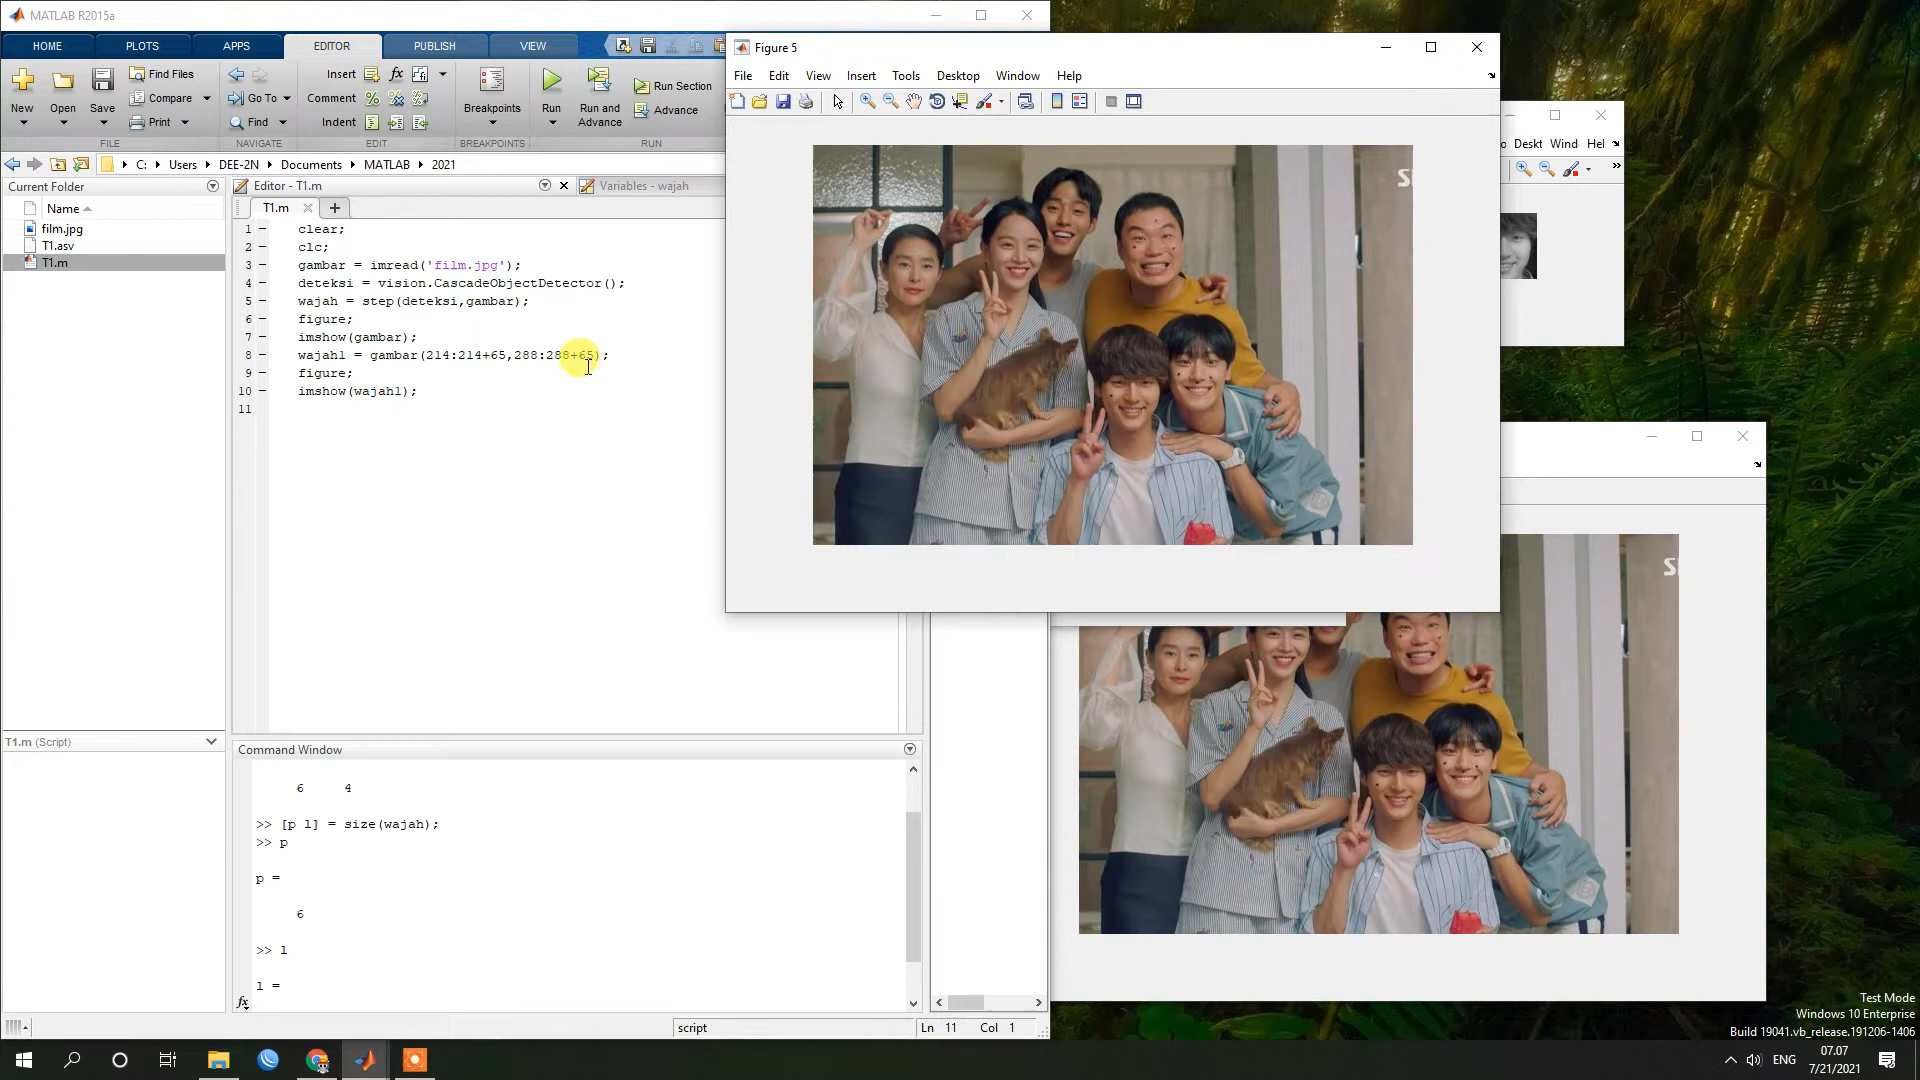 MATLAB R2015a
HOME PLOTS APPS EDITOR PUBLISH VIEW
New Open Save
Find Files
Compare
Print
FILE
Go To
Find
NAVIGATE
Insert
Comment
Indent
EDIT
Breakpoints
BREAKPOINTS
Run
Run and Advance
Run Section
Advance
RUN
C: Users DEE-2N Documents MATLAB 2021
Current Folder
Name
film.jpg
T1.asv
T1.m
T1.m (Script)
Editor - T1.m
Variables - wajah
T1.m
1 clear;
2 clc;
3 gambar = imread('film.jpg');
4 deteksi = vision.CascadeObjectDetector();
5 wajah = step(deteksi,gambar);
6 figure;
7 imshow(gambar);
8 wajah1 = gambar(214:214+65,288:288+65);
9 figure;
10 imshow(wajah1);
11
Command Window
6 4
>> [p l] = size(wajah);
>> p
p =
6
>> l
l =
fx
script
Ln 11 Col 1
Figure 5
File Edit View Insert Tools Desktop Window Help
S
Deskt Wind Hel
S
Test Mode
Windows 10 Enterprise
Build 19041.vb_release.191206-1406
ENG
07.07
7/21/2021